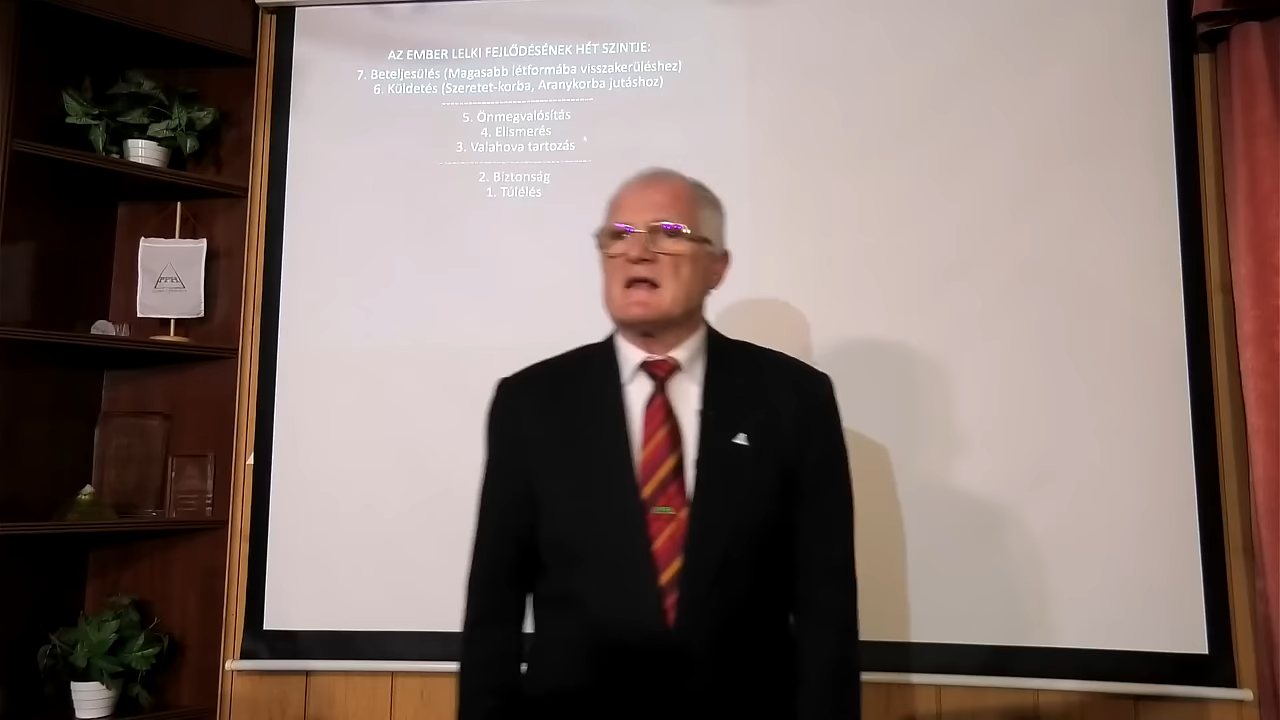 AZ EMBER LELKI FEJLŐDÉSÉNEK HÉT SZINTJE:
7. Beteljesülés (Magasabb létformába visszakerüléshez)
6. Küldetés (Szeretet-korba, Aranykorba jutáshoz)
5. Önmegvalósítás
4. Elismerés
3. Valahova tartozás
2. Biztonság
1. Túlélés